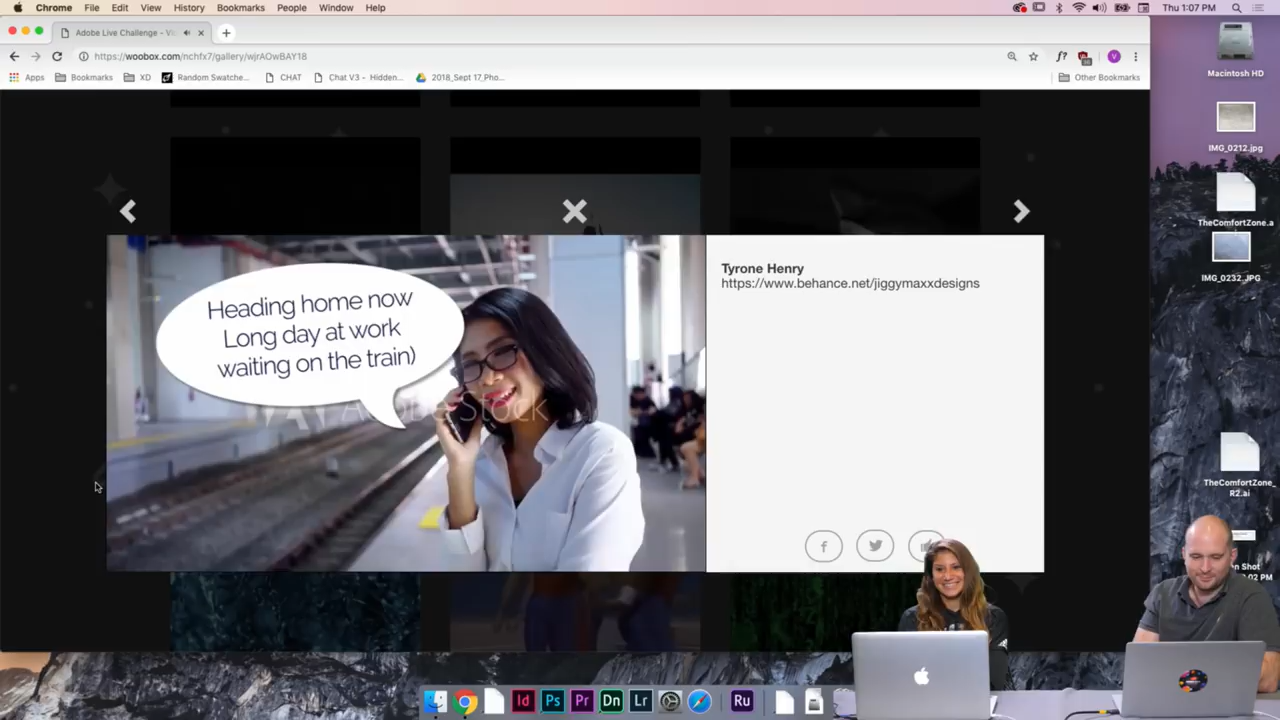 Chrome File Edit View History Bookmarks People Window Help
Thu 1:07 PM
Adobe Live Challenge - V
https://woobox.com/nchfx7/gallery/wjrAOwBAY18
Apps Bookmarks XD Random Swatche... CHAT Chat V3 - Hidden... 2018_Sept 17_Pho... Other Bookmarks
Macintosh HD
IMG_0212.jpg
TheComfortZone.a
IMG_0232.JPG
TheComfortZone_
R2.ai
Heading home now
Long day at work
waiting on the train)
Adobe Stock
Tyrone Henry
https://www.behance.net/jiggymaxxdesigns
Id Ps Pr Dn Lr Ru